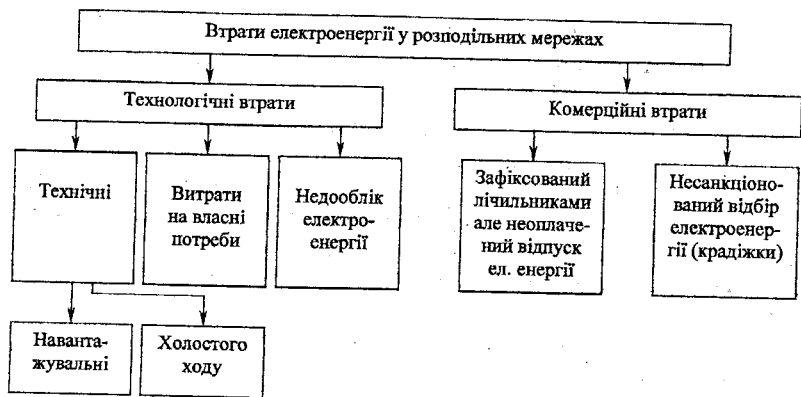 Втрати електроенергії у розподільних мережах
Технологічні втрати
Комерційні втрати
Технічні
Витрати
на власні
потреби
Недооблік
електро-
енергії
Зафіксований
лічильниками
але неоплаче-
ний відпуск
ел. енергії
Несанкціоно-
ований відбір
електроенер-
гії (крадіжки)
Наванта-
жувальні
Холостого
ходу